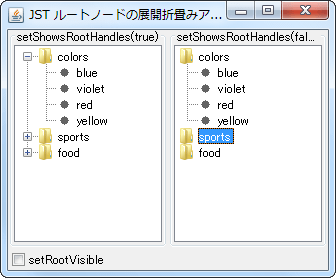 JST ルートノードの展開折畳みア...
setShowsRootHandles(true)
colors
blue
violet
red
yellow
sports
food
setShowsRootHandles(fal...
colors
blue
violet
red
yellow
sports
food
setRootVisible